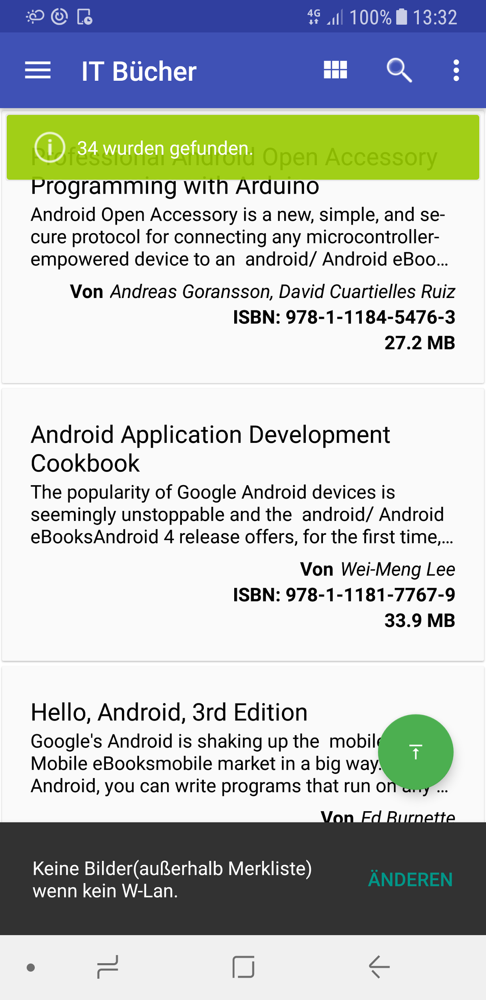 4G 100% 13:32
IT Bücher
34 wurden gefunden.
Professional Android Open Accessory
Programming with Arduino
Android Open Accessory is a new, simple, and se-
cure protocol for connecting any microcontroller-
empowered device to an android/ Android eBoo...
Von Andreas Goransson, David Cuartielles Ruiz
ISBN: 978-1-1184-5476-3
27.2 MB
Android Application Development
Cookbook
The popularity of Google Android devices is
seemingly unstoppable and the android/ Android
eBooksAndroid 4 release offers, for the first time,...
Von Wei-Meng Lee
ISBN: 978-1-1181-7767-9
33.9 MB
Hello, Android, 3rd Edition
Google's Android is shaking up the mobile
Mobile eBooksmobile market in a big way.
Android, you can write programs that run on any ...
Von Ed Burnette
Keine Bilder(außerhalb Merkliste)
wenn kein W-Lan.
ÄNDEREN